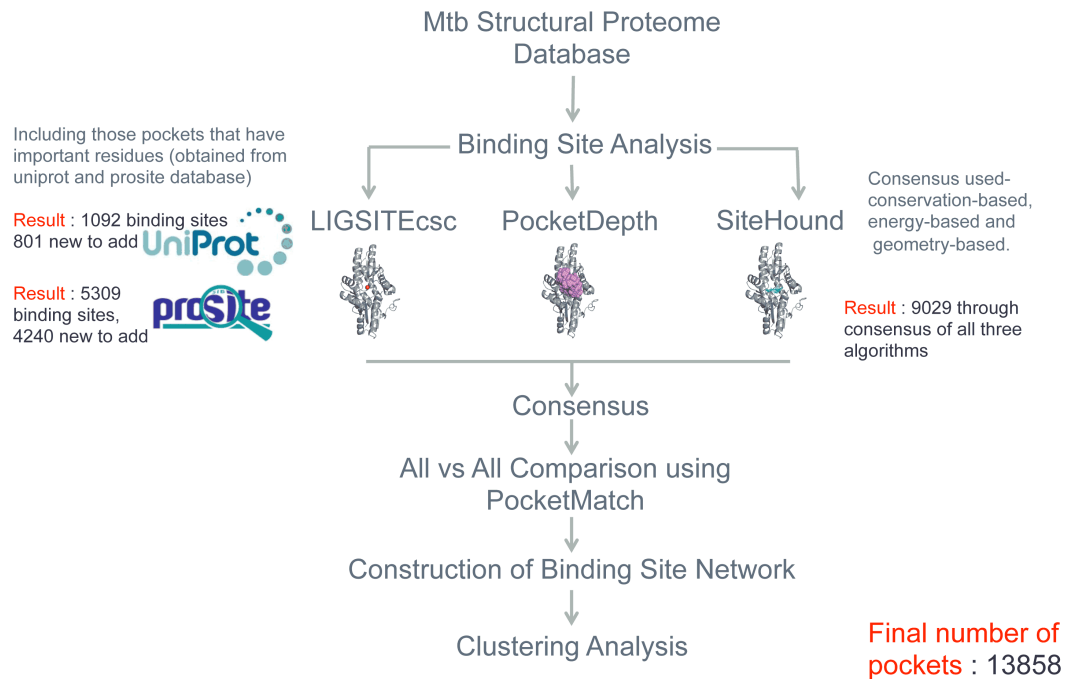 Mtb Structural Proteome
Database
Binding Site Analysis
Including those pockets that have
important residues (obtained from
uniprot and prosite database)
Result : 1092 binding sites
801 new to add
UniProt
Result : 5309
binding sites,
4240 new to add
prosite
LIGSITEcsc
PocketDepth
SiteHound
Consensus used-
conservation-based,
energy-based and
geometry-based.
Result : 9029 through
consensus of all three
algorithms
Consensus
All vs All Comparison using
PocketMatch
Construction of Binding Site Network
Clustering Analysis
Final number of
pockets : 13858